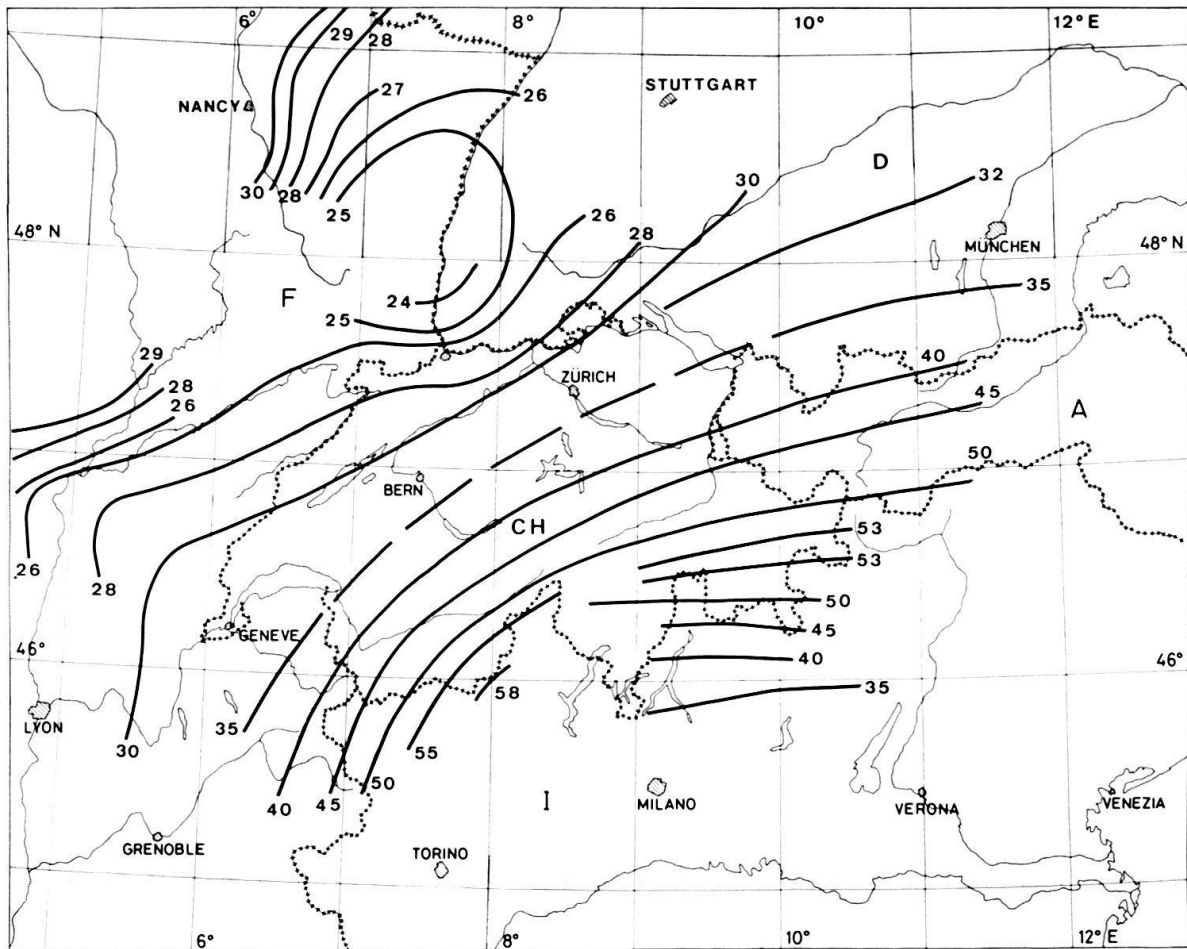 6° 8° 10° 12° E
29
28
NANCY
27
STUTTGART
26
D
30 28
25
30
32
26
28
48° N
MÜNCHEN
48° N
F
24
25
35
29
28
26
ZÜRICH
40
45
A
BERN
50
CH
53
53
26
28
50
GENEVE
45
46°
40
46°
58
35
LYON
30
35
55
50
45
40
I
MILANO
VERONA
VENEZIA
GRENOBLE
TORINO
6° 8° 10° 12° E